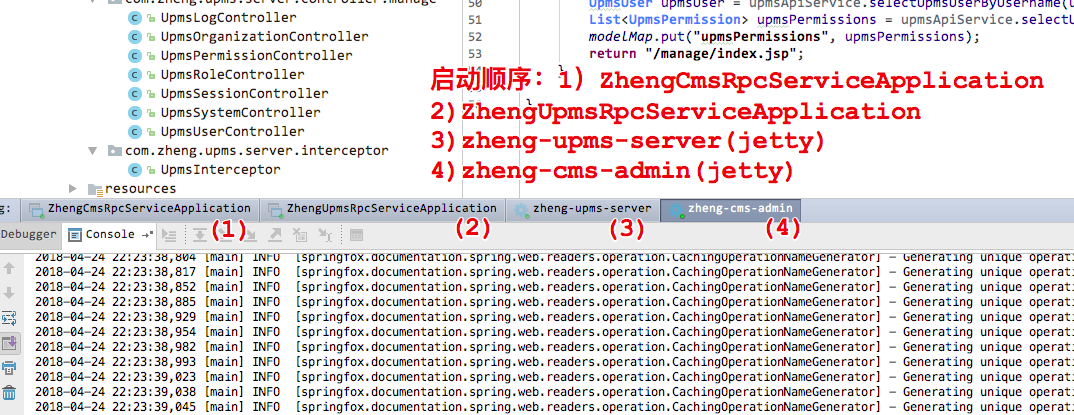 com.zheng.upms.server.controller.manage
UpmsLogController
UpmsOrganizationController
UpmsPermissionController
UpmsRoleController
UpmsSessionController
UpmsSystemController
UpmsUserController
com.zheng.upms.server.interceptor
UpmsInterceptor
resources
50 UpmsUser upmsUser = upmsApiService.selectUpmsUserByUsername(u
51 List<UpmsPermission> upmsPermissions = upmsApiService.selectU
52 modelMap.put("upmsPermissions", upmsPermissions);
53 return "/manage/index.jsp";
}
}
启动顺序：1) ZhengCmsRpcServiceApplication
2)ZhengUpmsRpcServiceApplication
3)zheng-upms-server(jetty)
4)zheng-cms-admin(jetty)
g: ZhengCmsRpcServiceApplication ZhengUpmsRpcServiceApplication zheng-upms-server zheng-cms-admin
(1) (2) (3) (4)
Debugger Console
2018-04-24 22:23:38,804 [main] INFO [springfox.documentation.spring.web.readers.operation.CachingOperationNameGenerator] – Generating unique operati
2018-04-24 22:23:38,817 [main] INFO [springfox.documentation.spring.web.readers.operation.CachingOperationNameGenerator] – Generating unique operati
2018-04-24 22:23:38,852 [main] INFO [springfox.documentation.spring.web.readers.operation.CachingOperationNameGenerator] – Generating unique operati
2018-04-24 22:23:38,885 [main] INFO [springfox.documentation.spring.web.readers.operation.CachingOperationNameGenerator] – Generating unique operati
2018-04-24 22:23:38,929 [main] INFO [springfox.documentation.spring.web.readers.operation.CachingOperationNameGenerator] – Generating unique operati
2018-04-24 22:23:38,954 [main] INFO [springfox.documentation.spring.web.readers.operation.CachingOperationNameGenerator] – Generating unique operati
2018-04-24 22:23:38,982 [main] INFO [springfox.documentation.spring.web.readers.operation.CachingOperationNameGenerator] – Generating unique operati
2018-04-24 22:23:38,993 [main] INFO [springfox.documentation.spring.web.readers.operation.CachingOperationNameGenerator] – Generating unique operati
2018-04-24 22:23:39,023 [main] INFO [springfox.documentation.spring.web.readers.operation.CachingOperationNameGenerator] – Generating unique operati
2018-04-24 22:23:39,038 [main] INFO [springfox.documentation.spring.web.readers.operation.CachingOperationNameGenerator] – Generating unique operati
2018-04-24 22:23:39,045 [main] INFO [springfox.documentation.spring.web.readers.operation.CachingOperationNameGenerator] – Generating unique operati